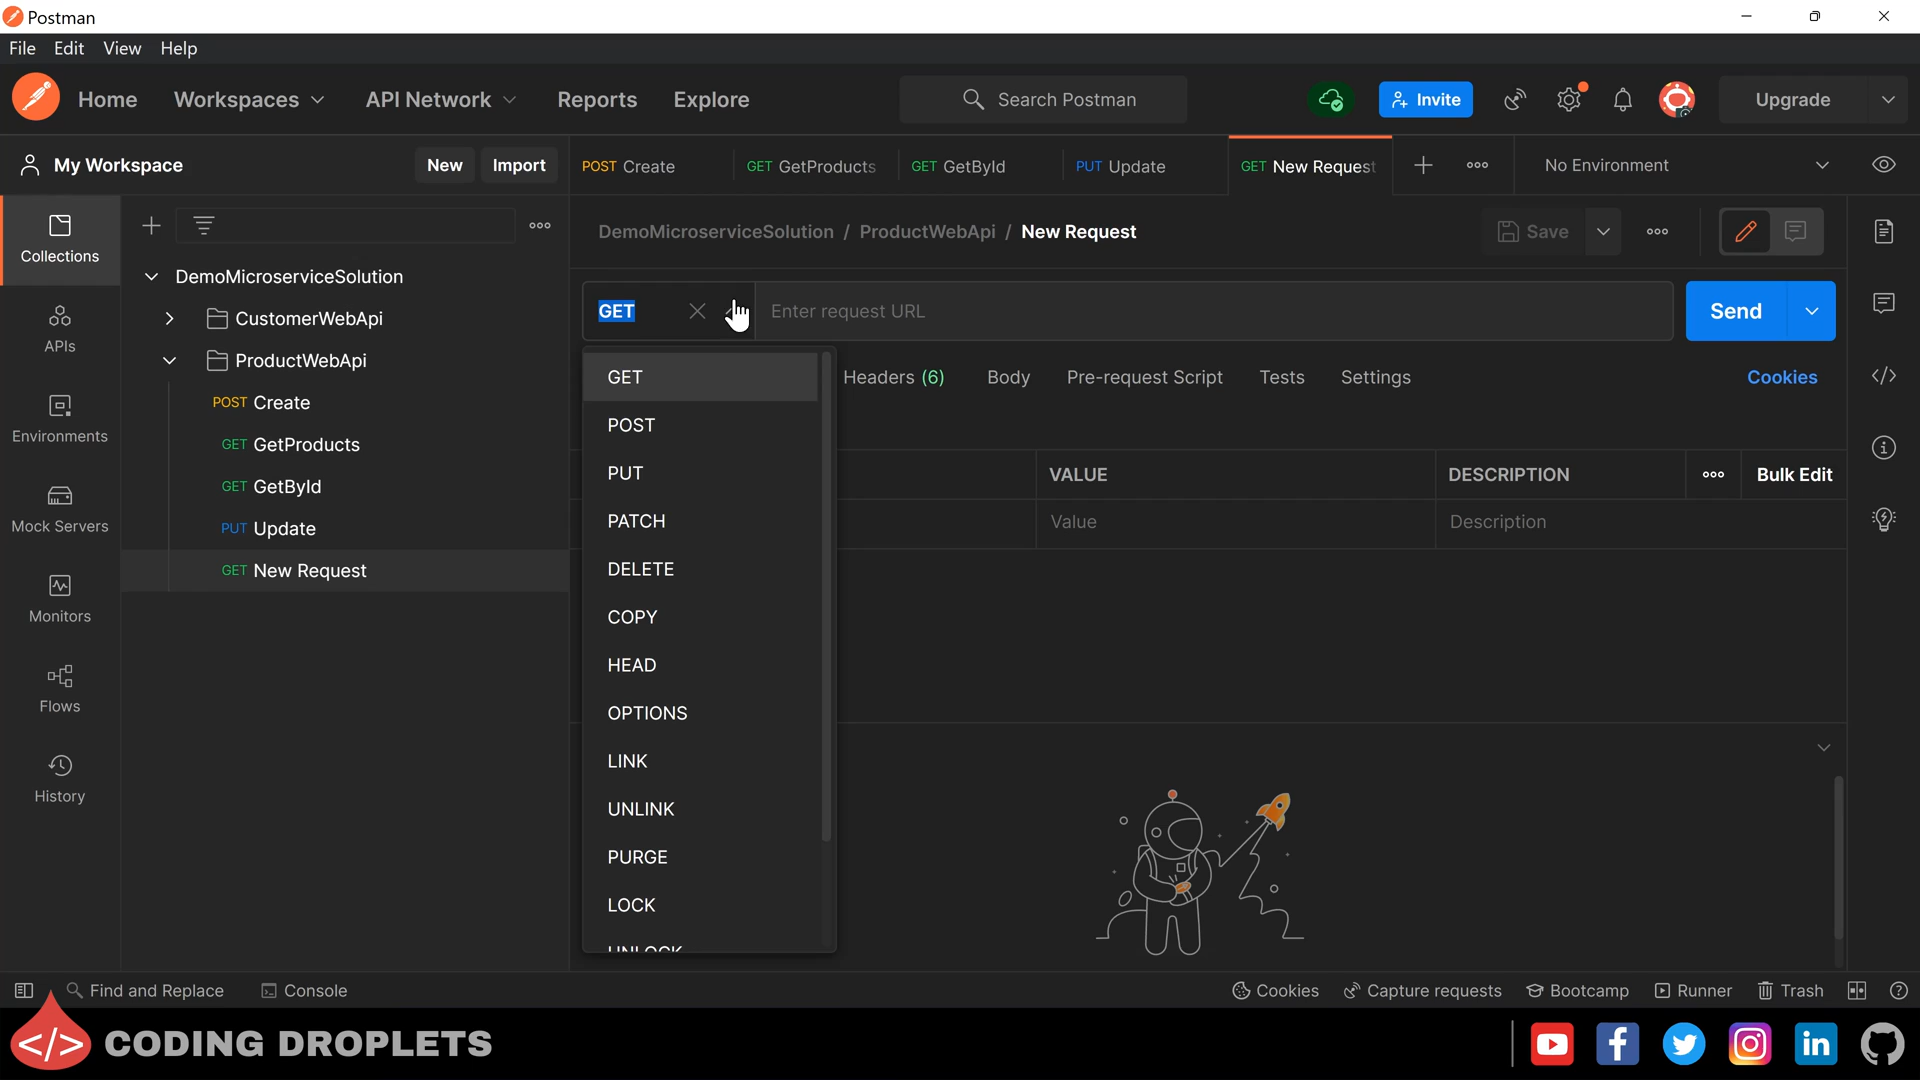 Postman
File Edit View Help
Home Workspaces API Network Reports Explore Search Postman Invite Upgrade
My Workspace New Import POST Create GET GetProducts GET GetById PUT Update GET New Request No Environment
Collections
APIs
Environments
Mock Servers
Monitors
Flows
History
DemoMicroserviceSolution
CustomerWebApi
ProductWebApi
POST Create
GET GetProducts
GET GetById
PUT Update
GET New Request
DemoMicroserviceSolution / ProductWebApi / New Request Save
GET Enter request URL Send
Headers (6) Body Pre-request Script Tests Settings Cookies
VALUE DESCRIPTION Bulk Edit
Value Description
GET
POST
PUT
PATCH
DELETE
COPY
HEAD
OPTIONS
LINK
UNLINK
PURGE
LOCK
UNLOCK
Find and Replace Console Cookies Capture requests Bootcamp Runner Trash
</> CODING DROPLETS